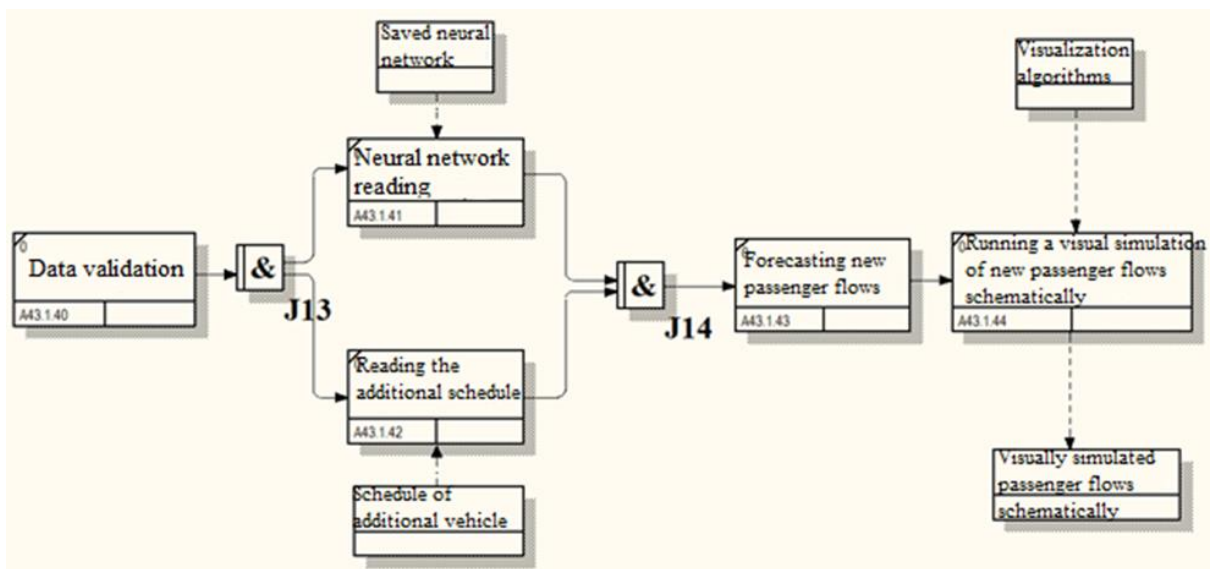 Saved neural
network
Visualization
algorithms
Neural network
reading
A43.1.41
0
Data validation
A43.1.40
&
J13
&
J14
Forecasting new
passenger flows
A43.1.43
0
Running a visual simulation
of new passenger flows
schematically
A43.1.44
Reading the
additional schedule
A43.1.42
Schedule of
additional vehicle
Visually simulated
passenger flows
schematically